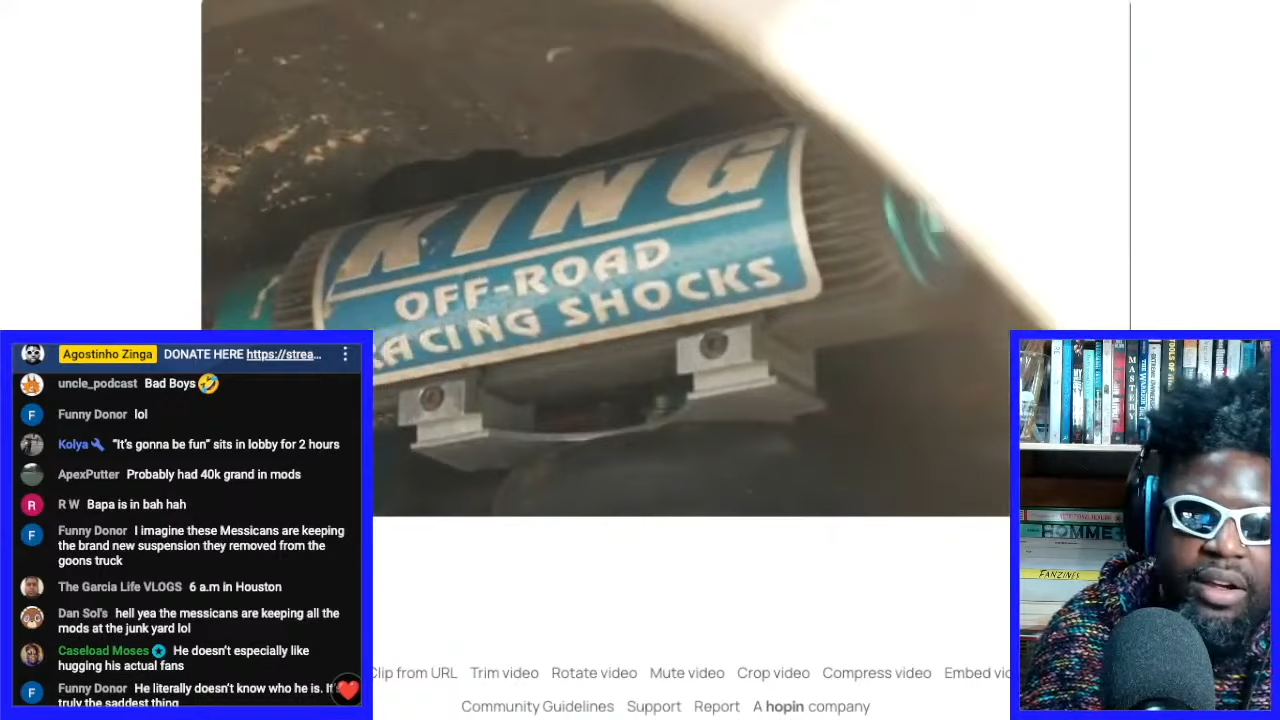 KING
OFF-ROAD
RACING SHOCKS
Agostinho Zinga DONATE HERE https://strea...
uncle_podcast Bad Boys🤣
Funny Donor lol
Kolya "It's gonna be fun" sits in lobby for 2 hours
ApexPutter Probably had 40k grand in mods
R W Bapa is in bah hah
Funny Donor I imagine these Messicans are keeping
the brand new suspension they removed from the
goons truck
The Garcia Life VLOGS 6 a.m in Houston
Dan Sol's hell yea the messicans are keeping all the
mods at the junk yard lol
Caseload Moses He doesn't especially like
hugging his actual fans
Funny Donor He literally doesn't know who he is. It's
truly the saddest thing
F
F
R
F
F
MASTERY
THE WARRIOR DIET
HOMME
FANZINES
Clip from URL Trim video Rotate video Mute video Crop video Compress video Embed vid
Community Guidelines Support Report A hopin company